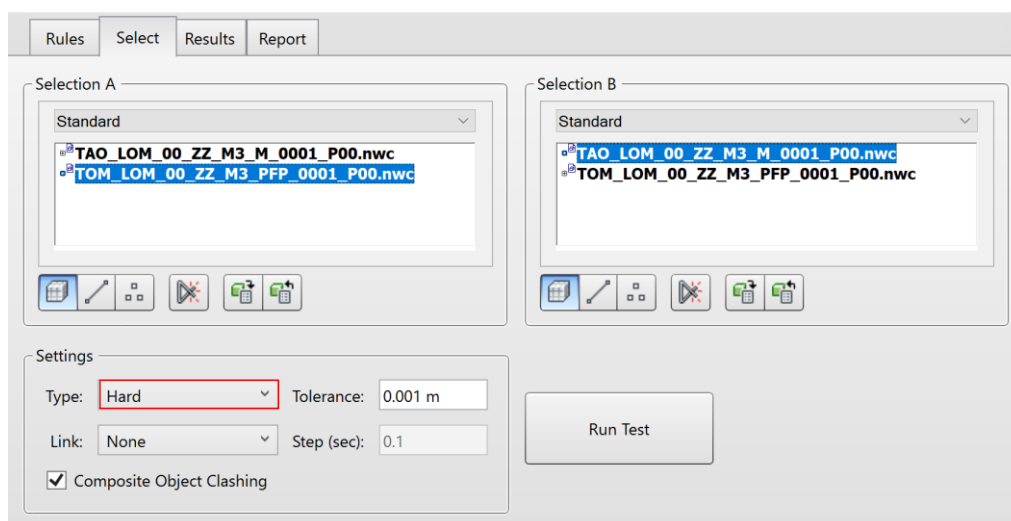 Rules Select Results Report
Selection A
Standard
TAO_LOM_00_ZZ_M3_M_0001_P00.nwc
TOM_LOM_00_ZZ_M3_PFP_0001_P00.nwc
Selection B
Standard
TAO_LOM_00_ZZ_M3_M_0001_P00.nwc
TOM_LOM_00_ZZ_M3_PFP_0001_P00.nwc
Settings
Type: Hard Tolerance: 0.001 m
Link: None Step (sec): 0.1
Composite Object Clashing
Run Test